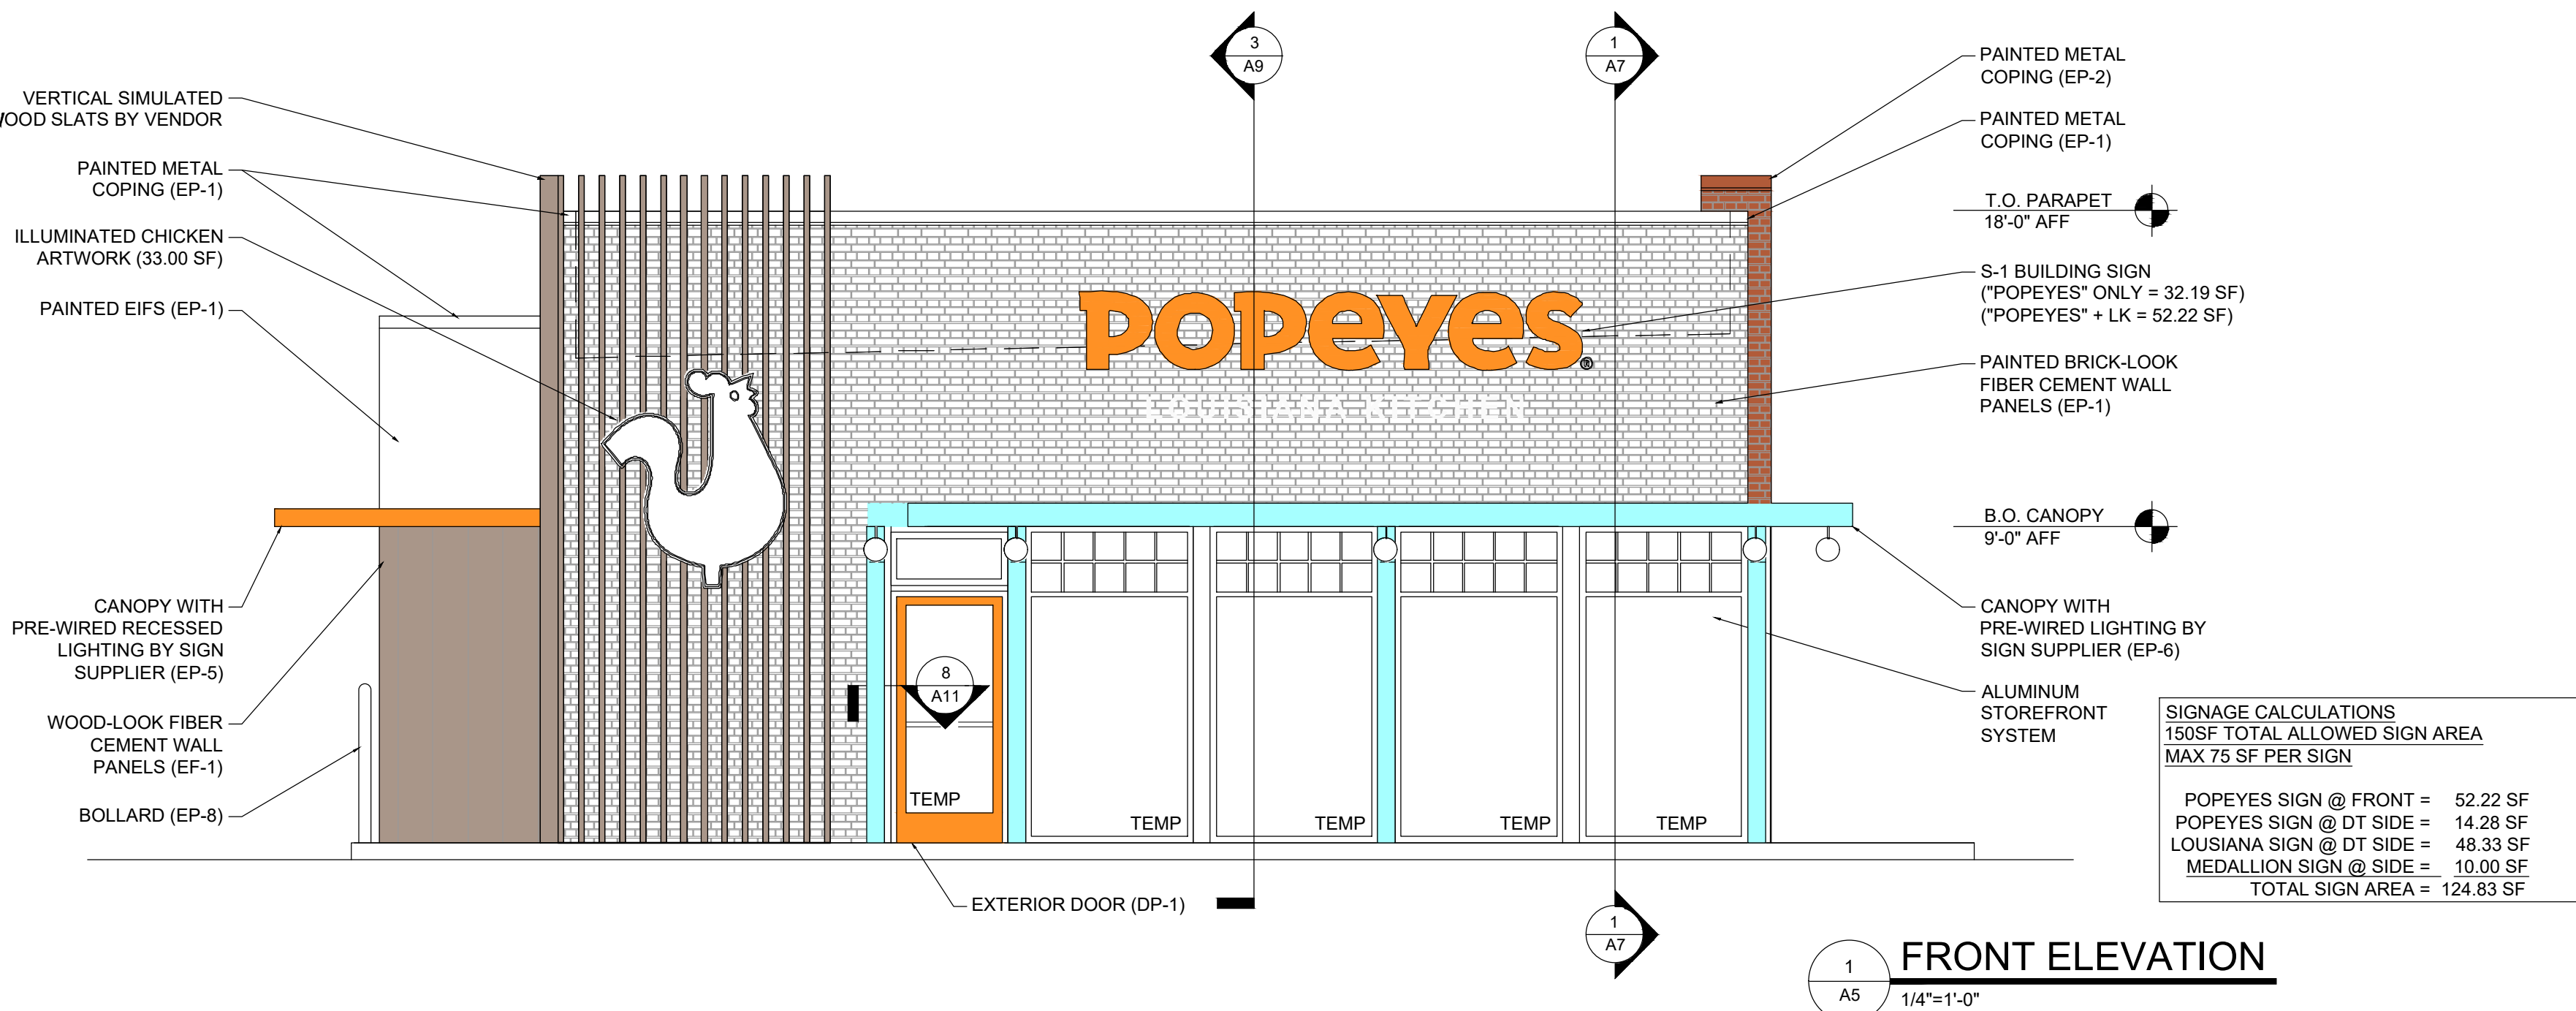 3
A9
1
A7
VERTICAL SIMULATED
WOOD SLATS BY VENDOR
PAINTED METAL
COPING (EP-1)
ILLUMINATED CHICKEN
ARTWORK (33.00 SF)
PAINTED EIFS (EP-1)
CANOPY WITH
PRE-WIRED RECESSED
LIGHTING BY SIGN
SUPPLIER (EP-5)
WOOD-LOOK FIBER
CEMENT WALL
PANELS (EF-1)
BOLLARD (EP-8)
POPEYES®
LOUISIANA KITCHEN
8
A11
TEMP
TEMP
TEMP
TEMP
TEMP
EXTERIOR DOOR (DP-1)
1
A7
PAINTED METAL
COPING (EP-2)
PAINTED METAL
COPING (EP-1)
T.O. PARAPET
18'-0" AFF
S-1 BUILDING SIGN
("POPEYES" ONLY = 32.19 SF)
("POPEYES" + LK = 52.22 SF)
PAINTED BRICK-LOOK
FIBER CEMENT WALL
PANELS (EP-1)
B.O. CANOPY
9'-0" AFF
CANOPY WITH
PRE-WIRED LIGHTING BY
SIGN SUPPLIER (EP-6)
ALUMINUM
STOREFRONT
SYSTEM
SIGNAGE CALCULATIONS
150SF TOTAL ALLOWED SIGN AREA
MAX 75 SF PER SIGN
POPEYES SIGN @ FRONT = 52.22 SF
POPEYES SIGN @ DT SIDE = 14.28 SF
LOUSIANA SIGN @ DT SIDE = 48.33 SF
MEDALLION SIGN @ SIDE = 10.00 SF
TOTAL SIGN AREA = 124.83 SF
1
A5
FRONT ELEVATION
1/4"=1'-0"